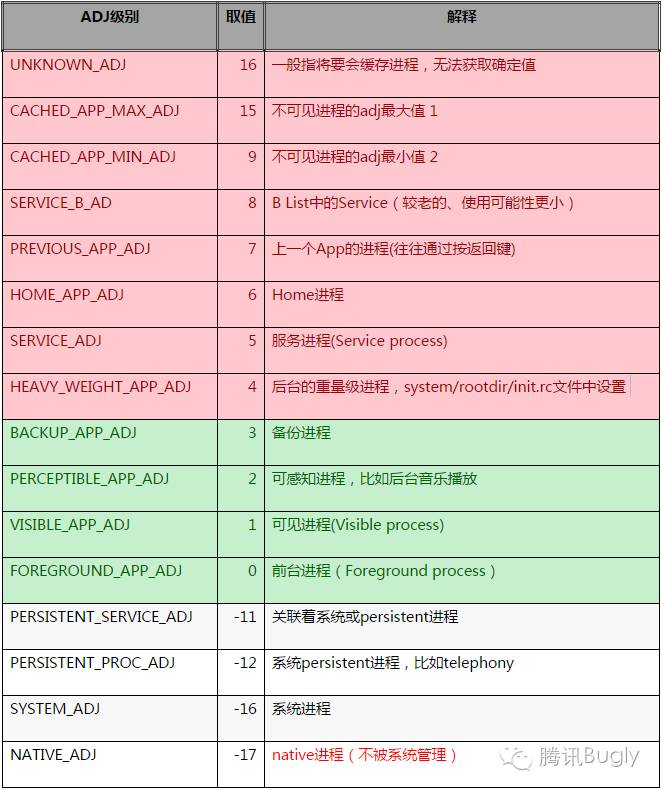 ADJ级别 取值 解释
UNKNOWN_ADJ 16 一般指将要会缓存进程，无法获取确定值
CACHED_APP_MAX_ADJ 15 不可见进程的adj最大值 1
CACHED_APP_MIN_ADJ 9 不可见进程的adj最小值 2
SERVICE_B_AD 8 B List中的Service（较老的、使用可能性更小）
PREVIOUS_APP_ADJ 7 上一个App的进程(往往通过按返回键)
HOME_APP_ADJ 6 Home进程
SERVICE_ADJ 5 服务进程(Service process)
HEAVY_WEIGHT_APP_ADJ 4 后台的重量级进程，system/rootdir/init.rc文件中设置
BACKUP_APP_ADJ 3 备份进程
PERCEPTIBLE_APP_ADJ 2 可感知进程，比如后台音乐播放
VISIBLE_APP_ADJ 1 可见进程(Visible process)
FOREGROUND_APP_ADJ 0 前台进程（Foreground process）
PERSISTENT_SERVICE_ADJ -11 关联着系统或persistent进程
PERSISTENT_PROC_ADJ -12 系统persistent进程，比如telephony
SYSTEM_ADJ -16 系统进程
NATIVE_ADJ -17 native进程（不被系统管理）
腾讯Bugly